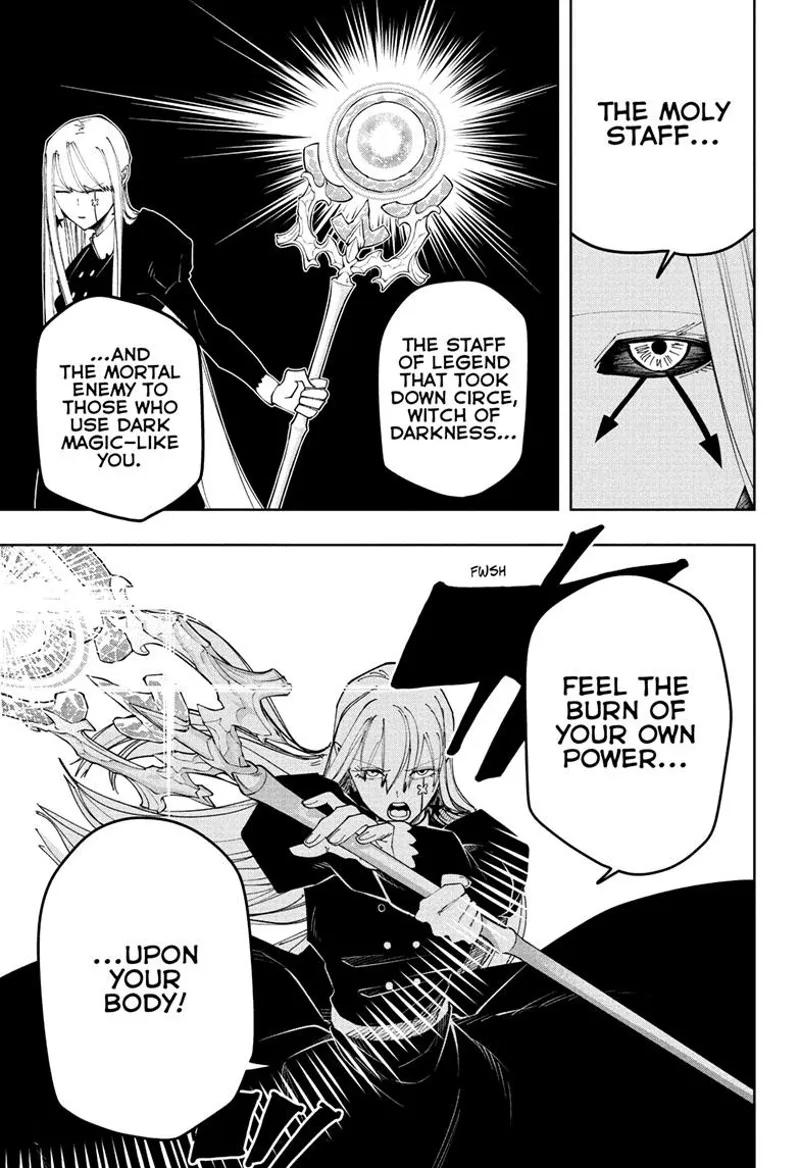 THE MOLY
STAFF...
THE STAFF
OF LEGEND
THAT TOOK
DOWN CIRCE,
WITCH OF
DARKNESS...
...AND
THE MORTAL
ENEMY TO
THOSE WHO
USE DARK
MAGIC–LIKE
YOU.
FWSH
FEEL THE
BURN OF
YOUR OWN
POWER...
...UPON
YOUR
BODY!